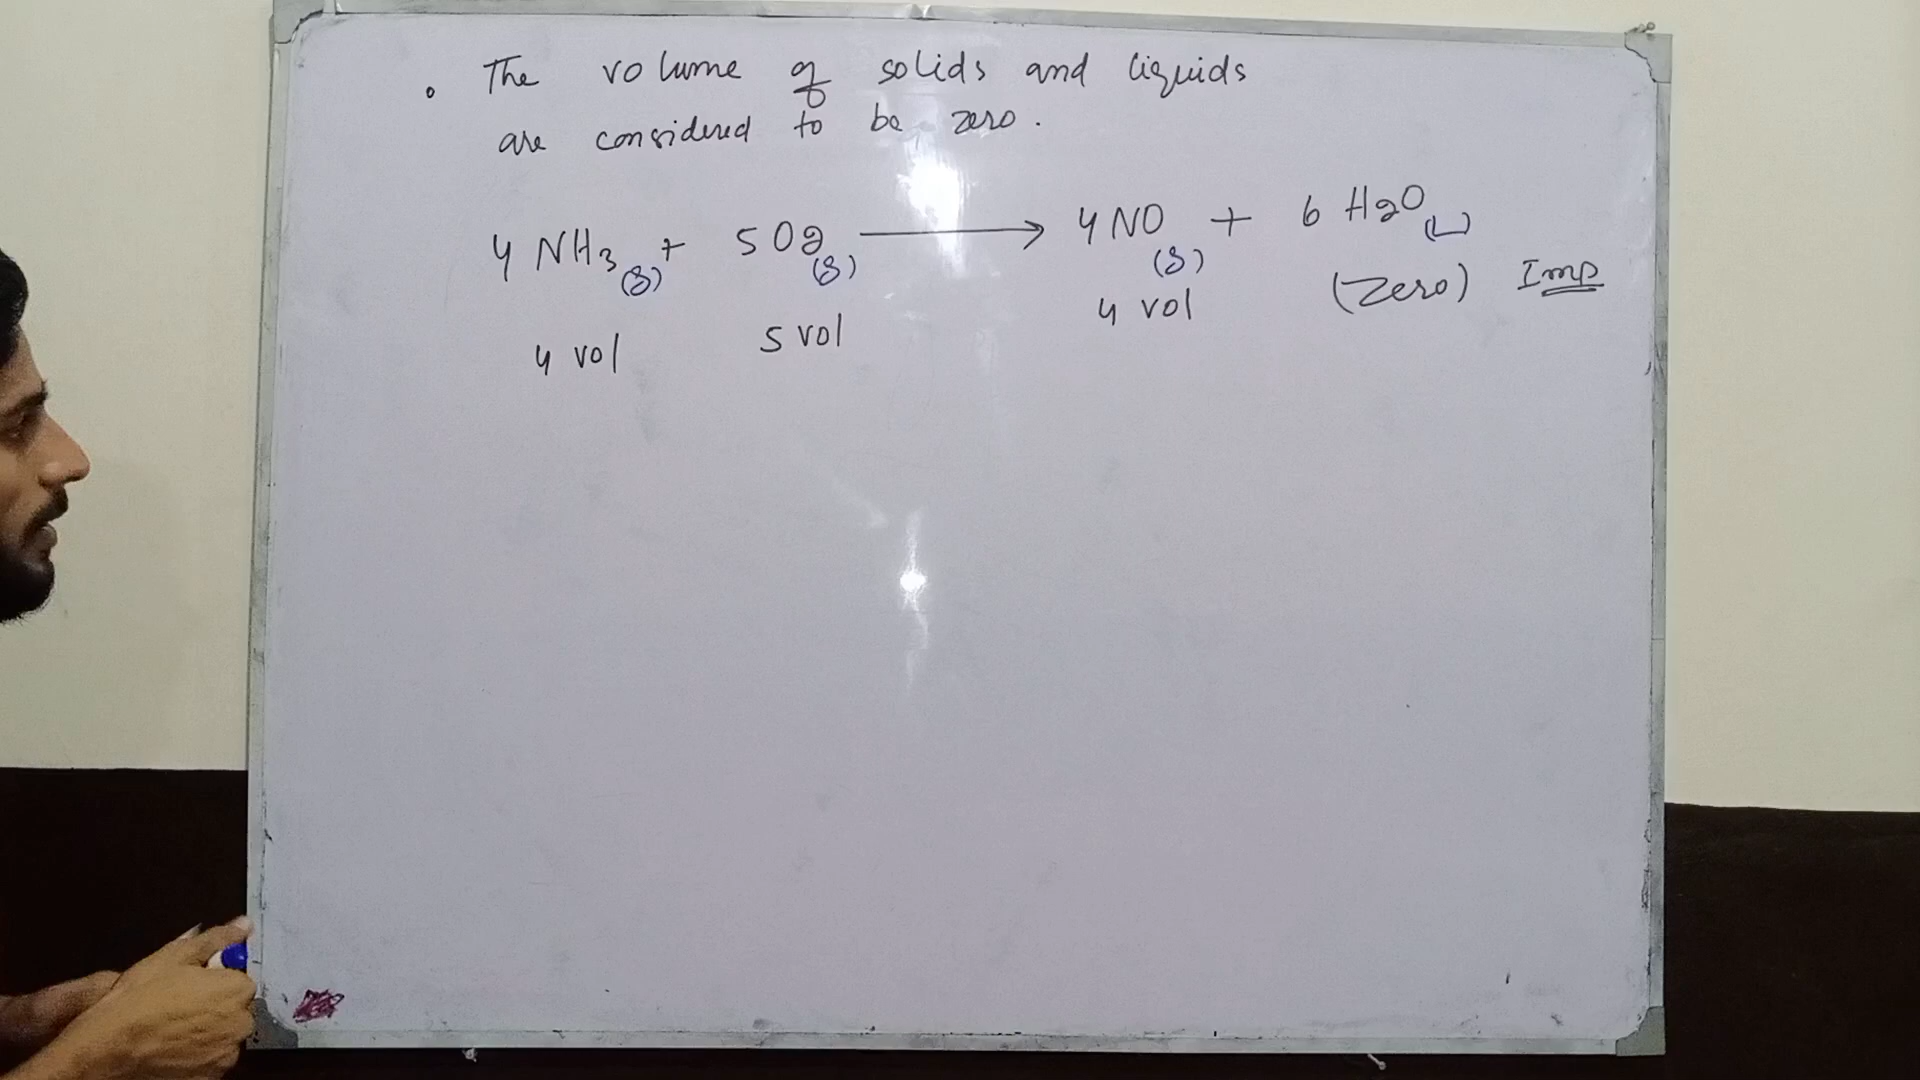 • The volume of solids and liquids
are considered to be zero.
4 NH3(g) + 5 O2(g) → 4 NO(g) + 6 H2O(L)
4 vol 5 vol 4 vol (Zero) Imp